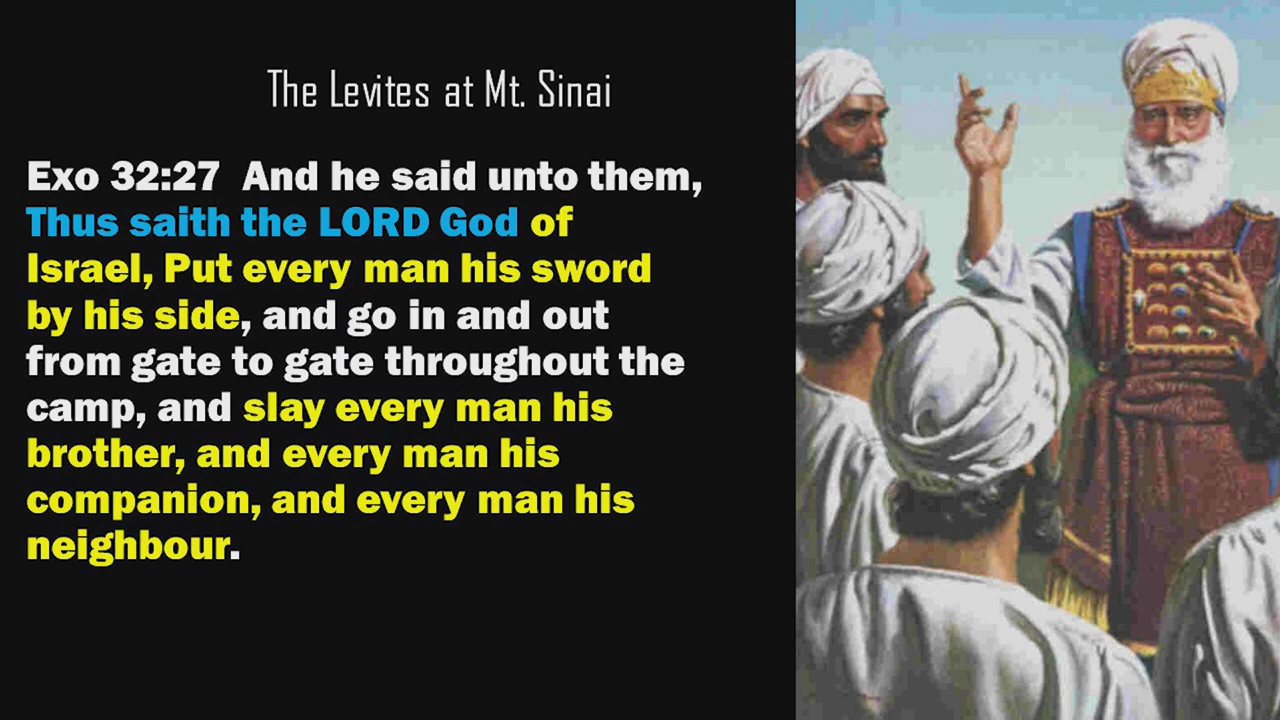 The Levites at Mt. Sinai
Exo 32:27  And he said unto them,
Thus saith the LORD God of
Israel, Put every man his sword
by his side, and go in and out
from gate to gate throughout the
camp, and slay every man his
brother, and every man his
companion, and every man his
neighbour.